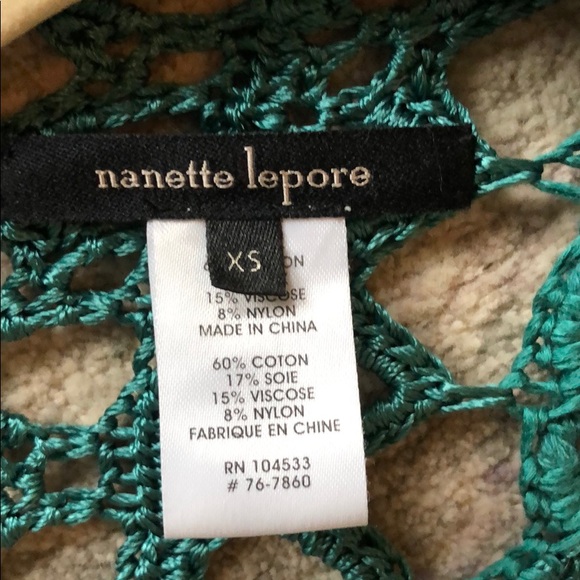 nanette lepore
XS
15% VISCOSE
8% NYLON
MADE IN CHINA
60% COTON
17% SOIE
15% VISCOSE
8% NYLON
FABRIQUE EN CHINE
RN 104533
# 76-7860